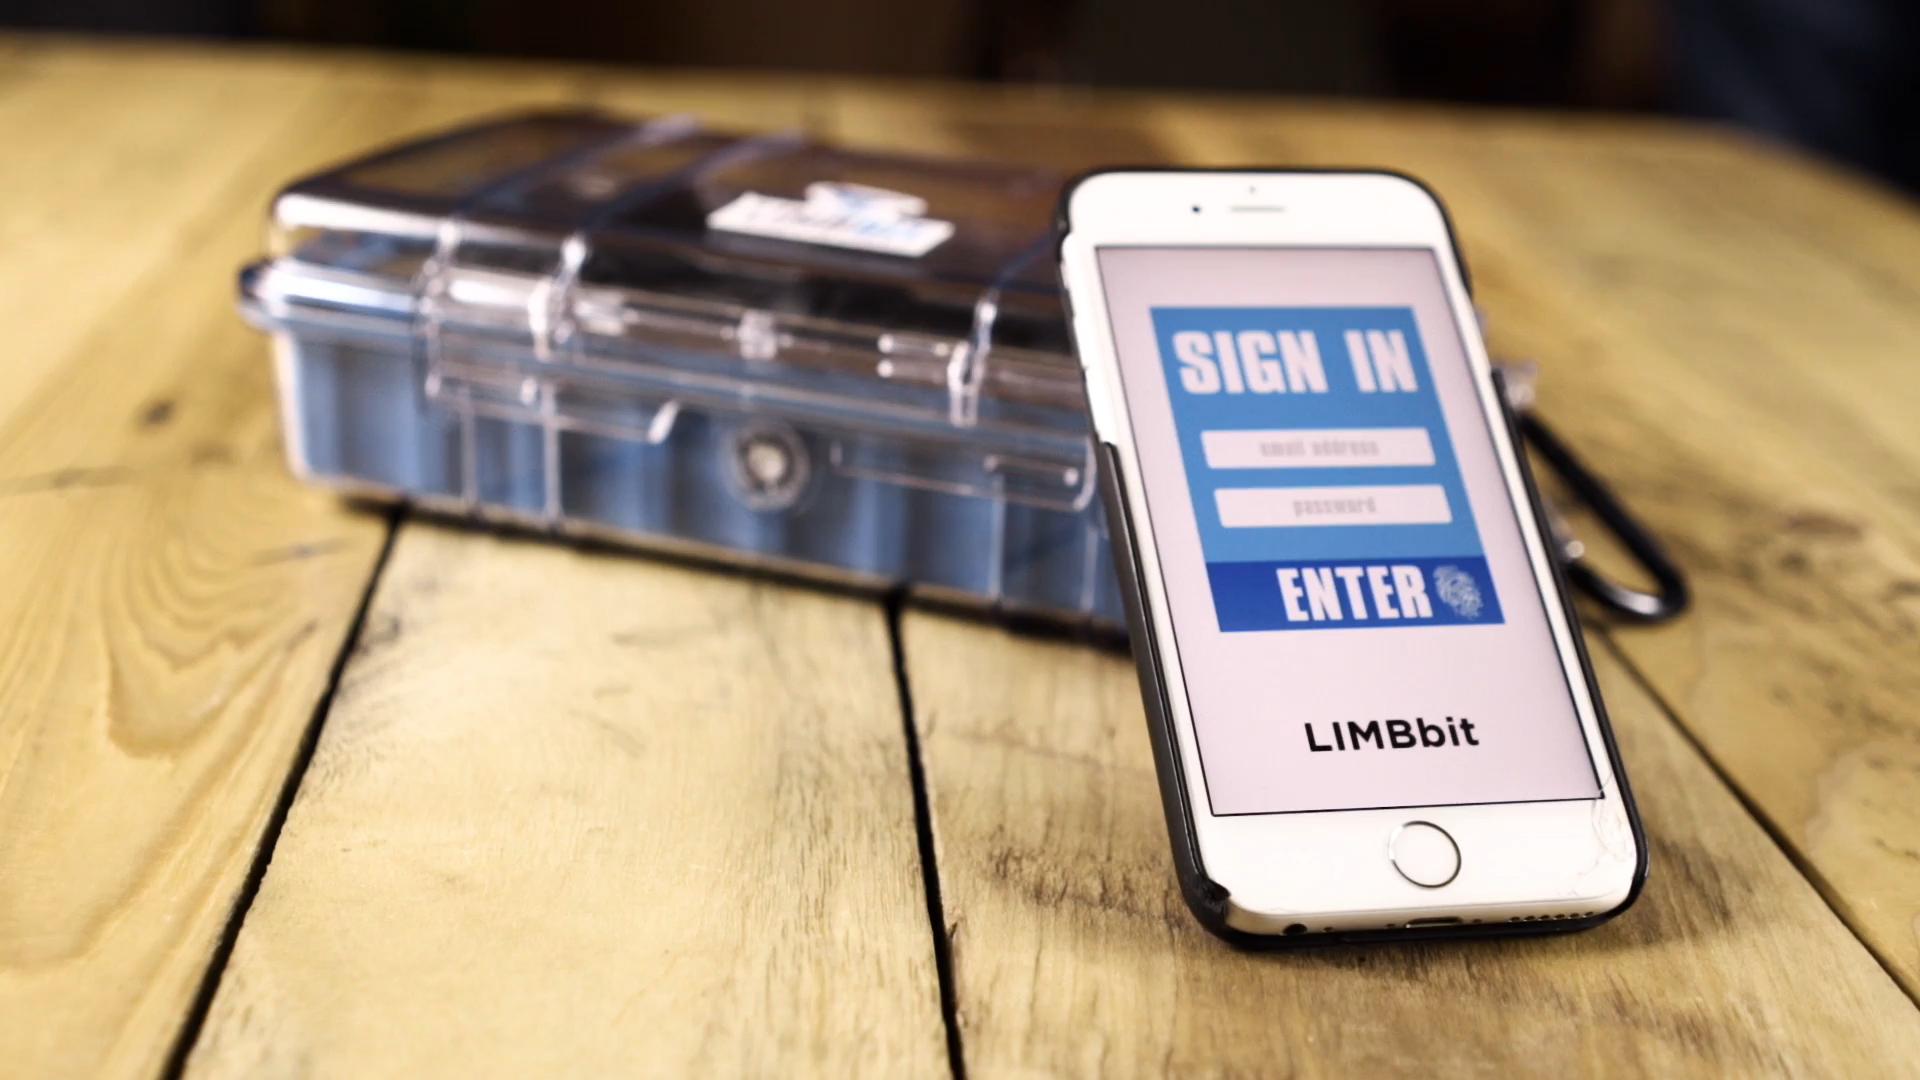 SIGN IN
email address
password
ENTER
LIMBbit